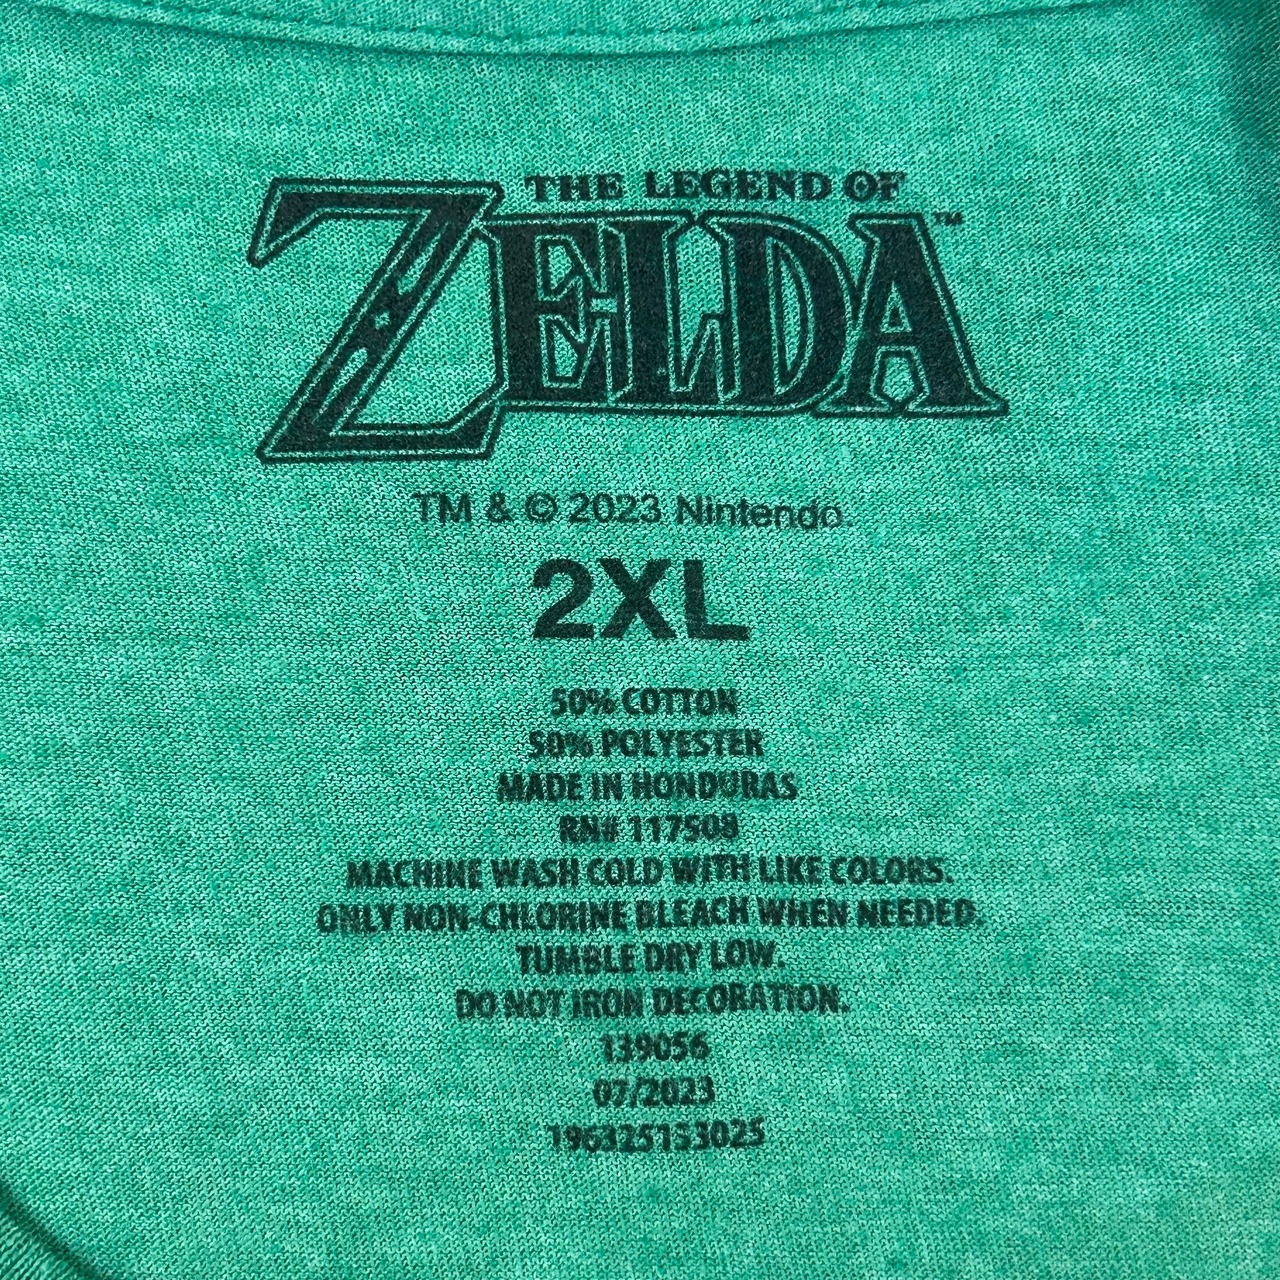 THE LEGEND OF
ZELDA™
TM & © 2023 Nintendo.
2XL
50% COTTON
50% POLYESTER
MADE IN HONDURAS
RN# 117508
MACHINE WASH COLD WITH LIKE COLORS.
ONLY NON-CHLORINE BLEACH WHEN NEEDED.
TUMBLE DRY LOW.
DO NOT IRON DECORATION.
139056
07/2023
196325153025